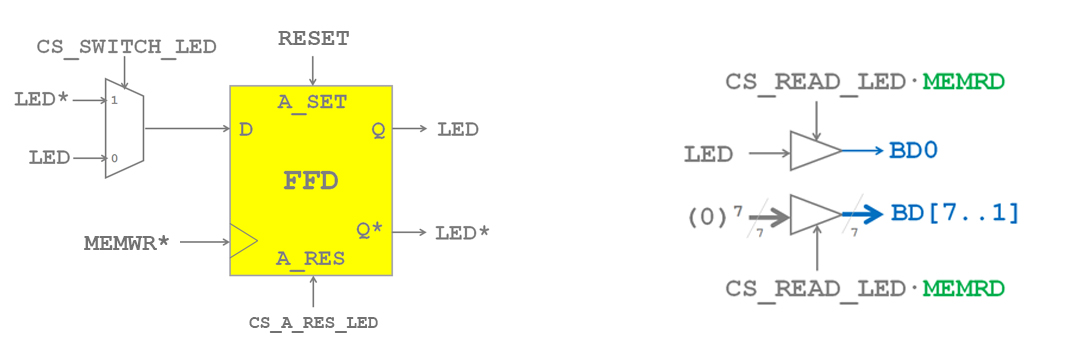 CS_SWITCH_LED
RESET
LED*
1
LED
0
A_SET
D
Q
LED
FFD
MEMWR*
Q*
LED*
A_RES
CS_A_RES_LED
CS_READ_LED·MEMRD
LED
BD0
(0)⁷
7
7
BD[7..1]
CS_READ_LED·MEMRD